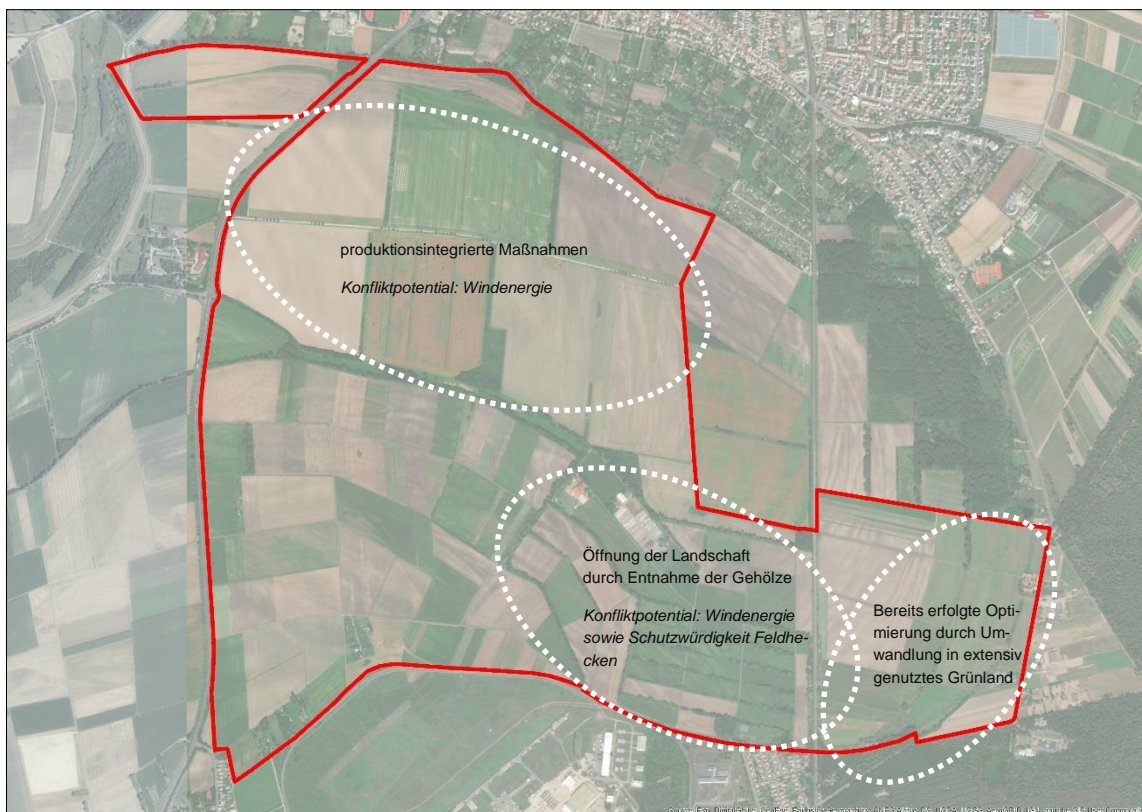 produktionsintegrierte Maßnahmen
Konfliktpotential: Windenergie
Öffnung der Landschaft
durch Entnahme der Gehölze
Konfliktpotential: Windenergie
sowie Schutzwürdigkeit Feldhe-
cken
Bereits erfolgte Opti-
mierung durch Um-
wandlung in extensiv
genutztes Grünland